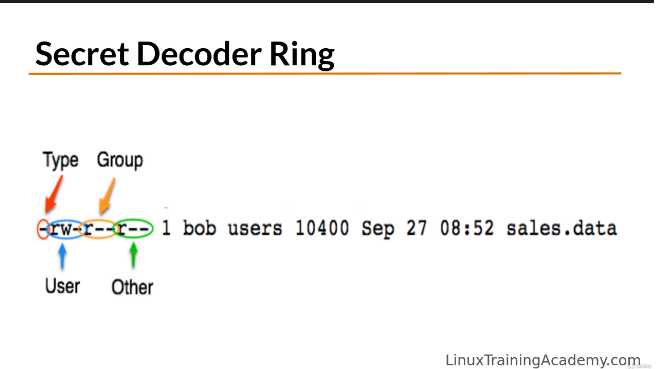 Secret Decoder Ring
Type Group
-rw-r--r-- 1 bob users 10400 Sep 27 08:52 sales.data
User Other
LinuxTrainingAcademy.com